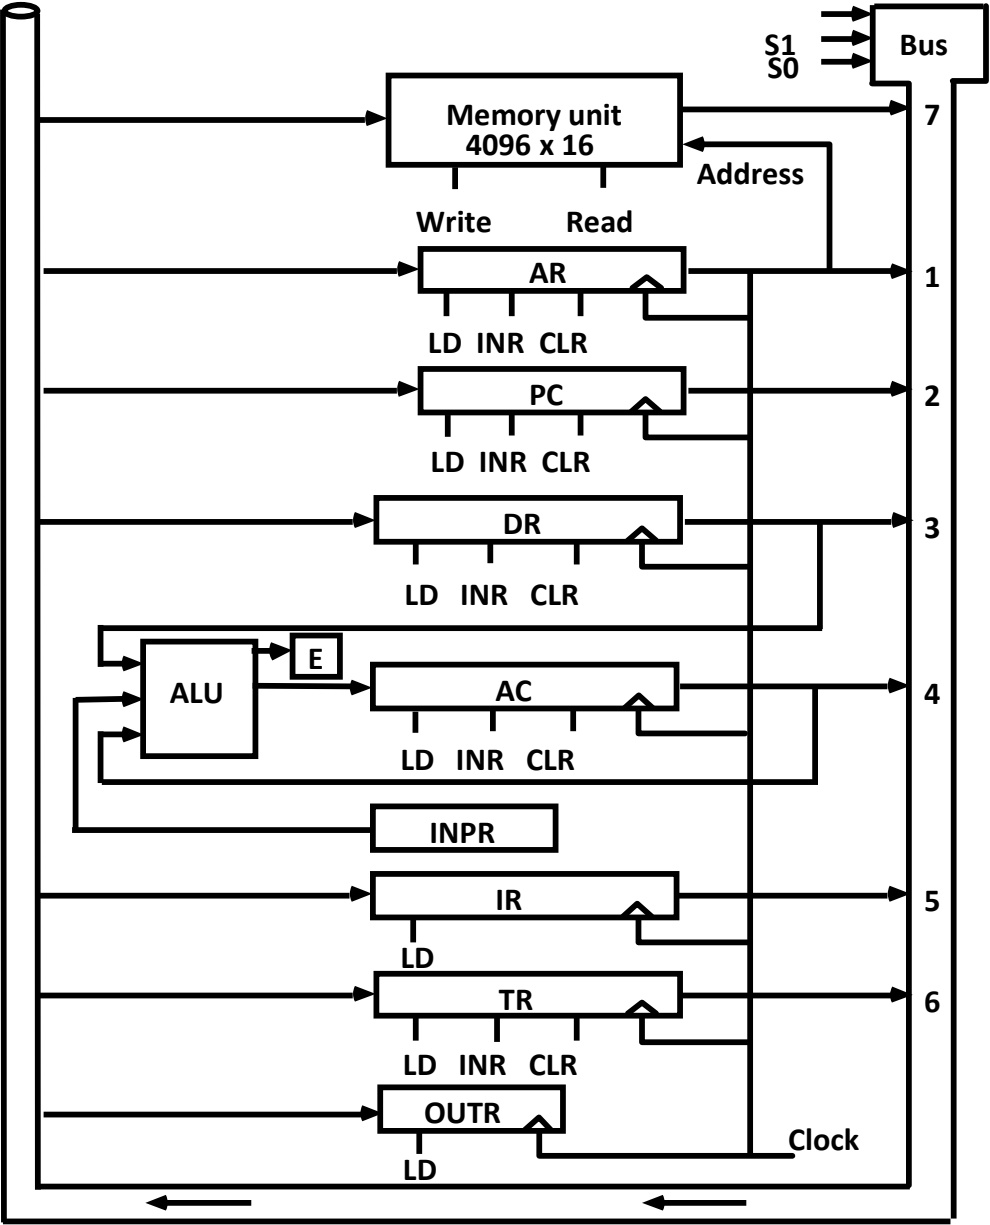 S1
S0
Bus
Memory unit
4096 x 16
7
Address
Write Read
AR
1
LD INR CLR
PC
2
LD INR CLR
DR
3
LD INR CLR
E
ALU
AC
4
LD INR CLR
INPR
IR
5
LD
TR
6
LD INR CLR
OUTR
Clock
LD